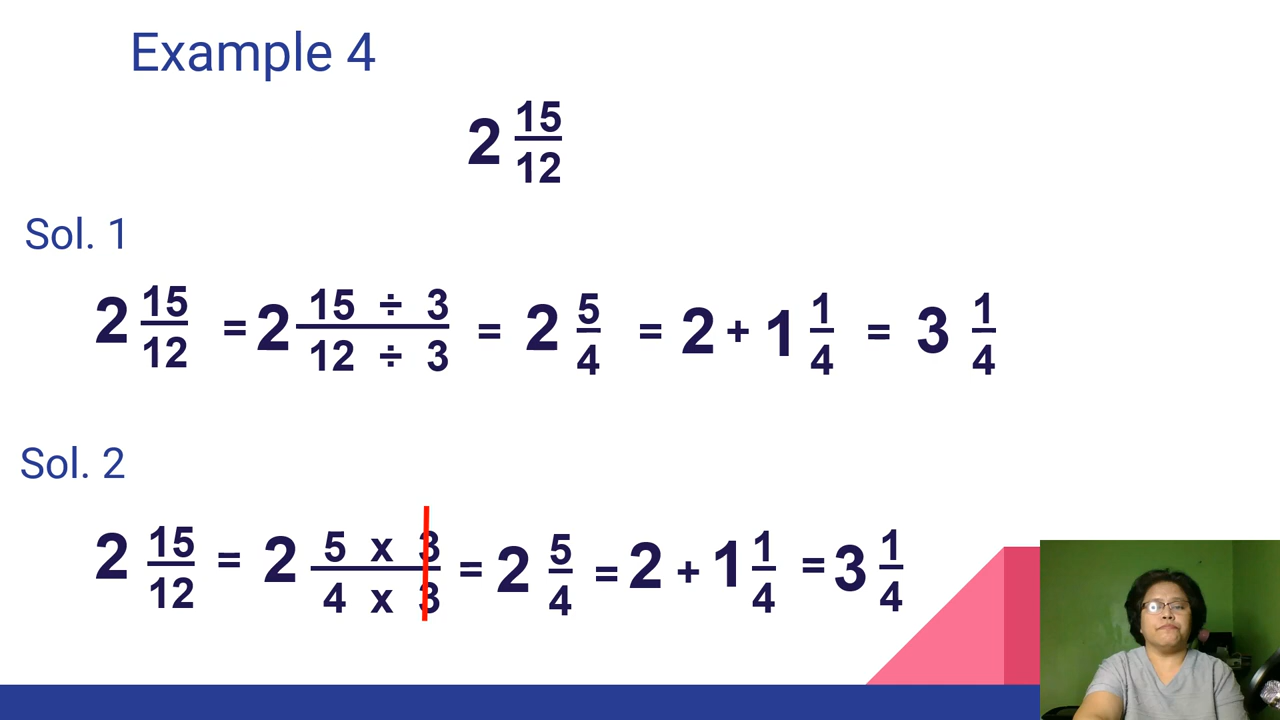 Example 4
2 15/12
Sol. 1
2 15/12 = 2 15 ÷ 3/12 ÷ 3 = 2 5/4 = 2 + 1 1/4 = 3 1/4
Sol. 2
2 15/12 = 2 5 x 3/4 x 3 = 2 5/4 = 2 + 1 1/4 = 3 1/4